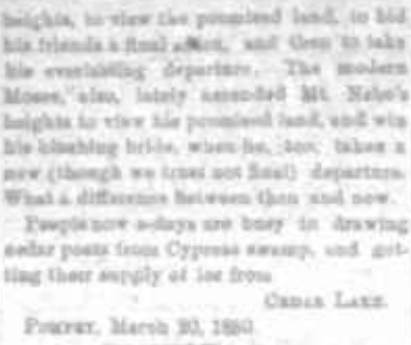 heights, to view the promised land, to bid
his friends a final, and then to take
his everlasting departure. The modern
Moses, also, lately ascended Mt. Nebo's
heights to view his promised land, and win
his blushing bride, when he, too, takes a
new (though we trust not final) departure.
What a difference between then and now.
People now a-days are busy in drawing
cedar posts from Cypress swamp, and get-
ting their supply of ice from
CEDAR LAKE.
POMPEY, March 20, 1880.